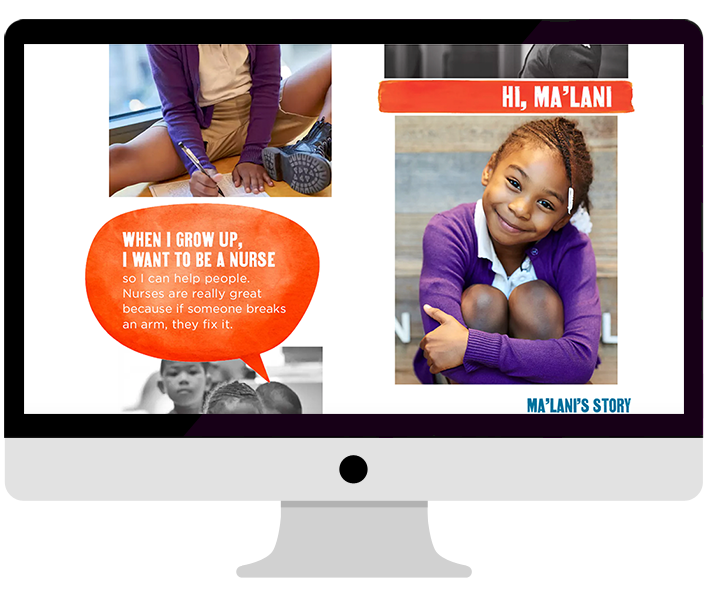 HI, MA’LANI
WHEN I GROW UP,
I WANT TO BE A NURSE
so I can help people.
Nurses are really great
because if someone breaks
an arm, they fix it.
N
L
MA’LANI’S STORY